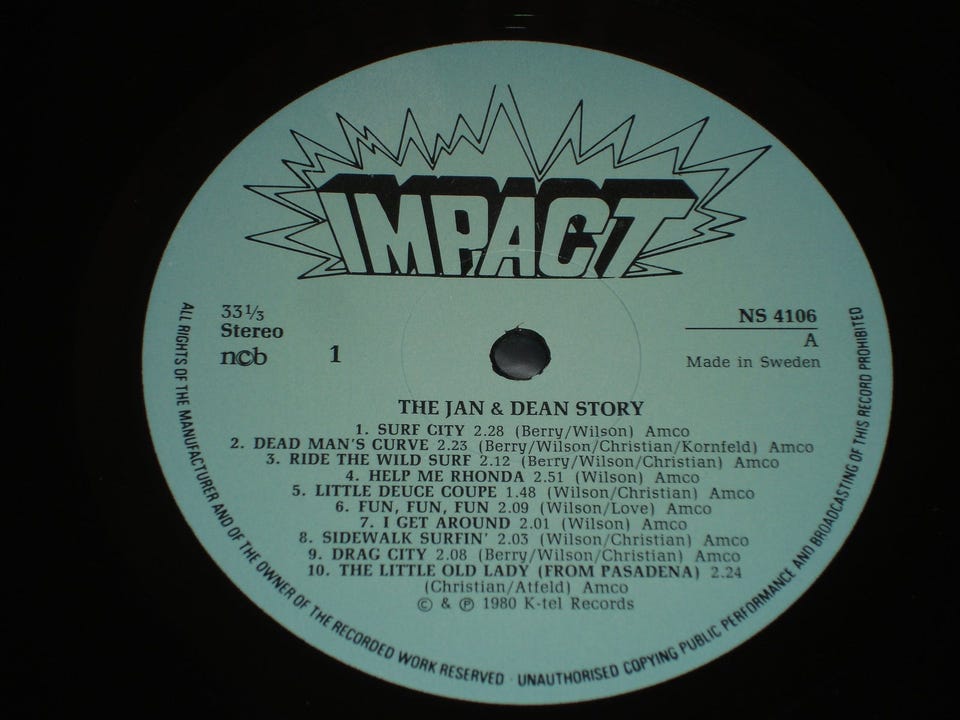 IMPACT
33⅓
Stereo
ncb
1
NS 4106
A
Made in Sweden
THE JAN & DEAN STORY
1. SURF CITY 2.28 (Berry/Wilson) Amco
2. DEAD MAN'S CURVE 2.23 (Berry/Wilson/Christian/Kornfeld) Amco
3. RIDE THE WILD SURF 2.12 (Berry/Wilson/Christian) Amco
4. HELP ME RHONDA 2.51 (Wilson) Amco
5. LITTLE DEUCE COUPE 1.48 (Wilson/Christian) Amco
6. FUN, FUN, FUN 2.09 (Wilson/Love) Amco
7. I GET AROUND 2.01 (Wilson) Amco
8. SIDEWALK SURFIN' 2.03 (Wilson/Christian) Amco
9. DRAG CITY 2.08 (Berry/Wilson/Christian) Amco
10. THE LITTLE OLD LADY (FROM PASADENA) 2.24
(Christian/Atfeld) Amco
© & ℗ 1980 K-tel Records
ALL RIGHTS OF THE MANUFACTURER AND OF THE OWNER OF THE RECORDED WORK RESERVED · UNAUTHORISED COPYING PUBLIC PERFORMANCE AND BROADCASTING OF THIS RECORD PROHIBITED